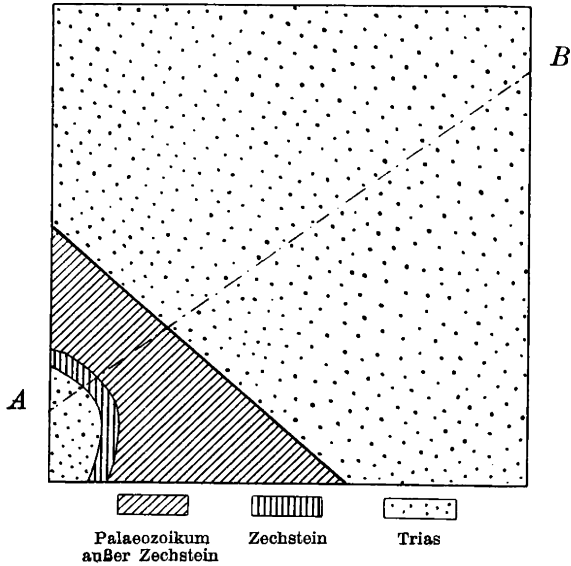 B
A
Palaeozoikum
außer Zechstein
Zechstein
Trias